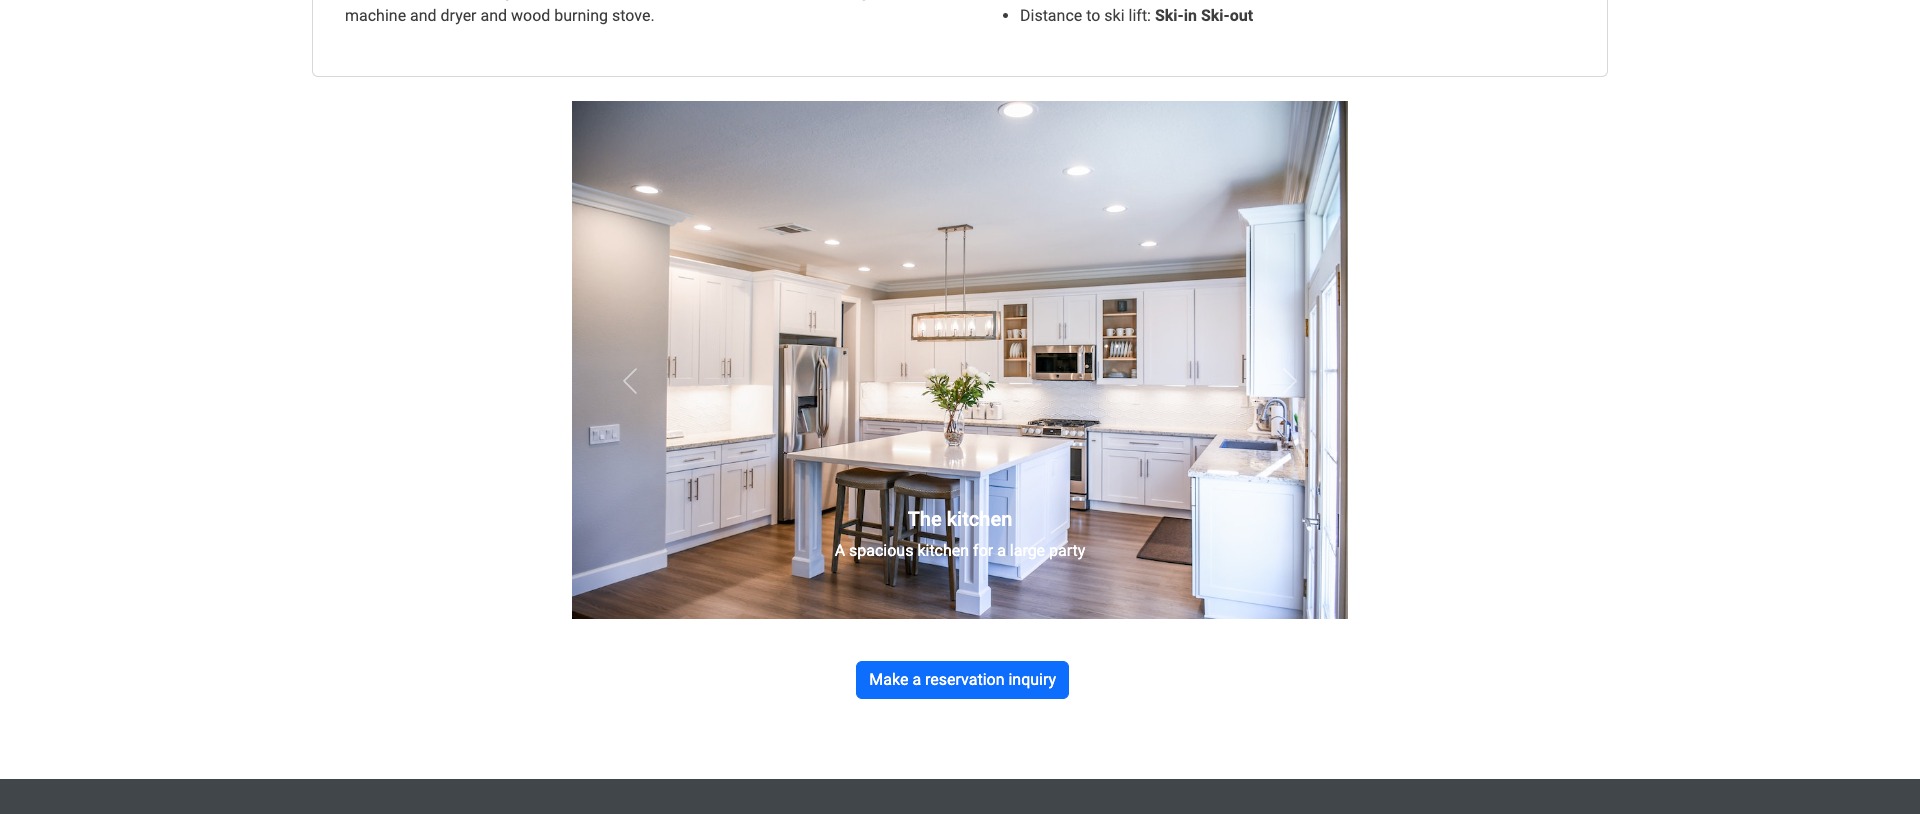 machine and dryer and wood burning stove.
• Distance to ski lift: Ski-in Ski-out
The kitchen
A spacious kitchen for a large party
Make a reservation inquiry